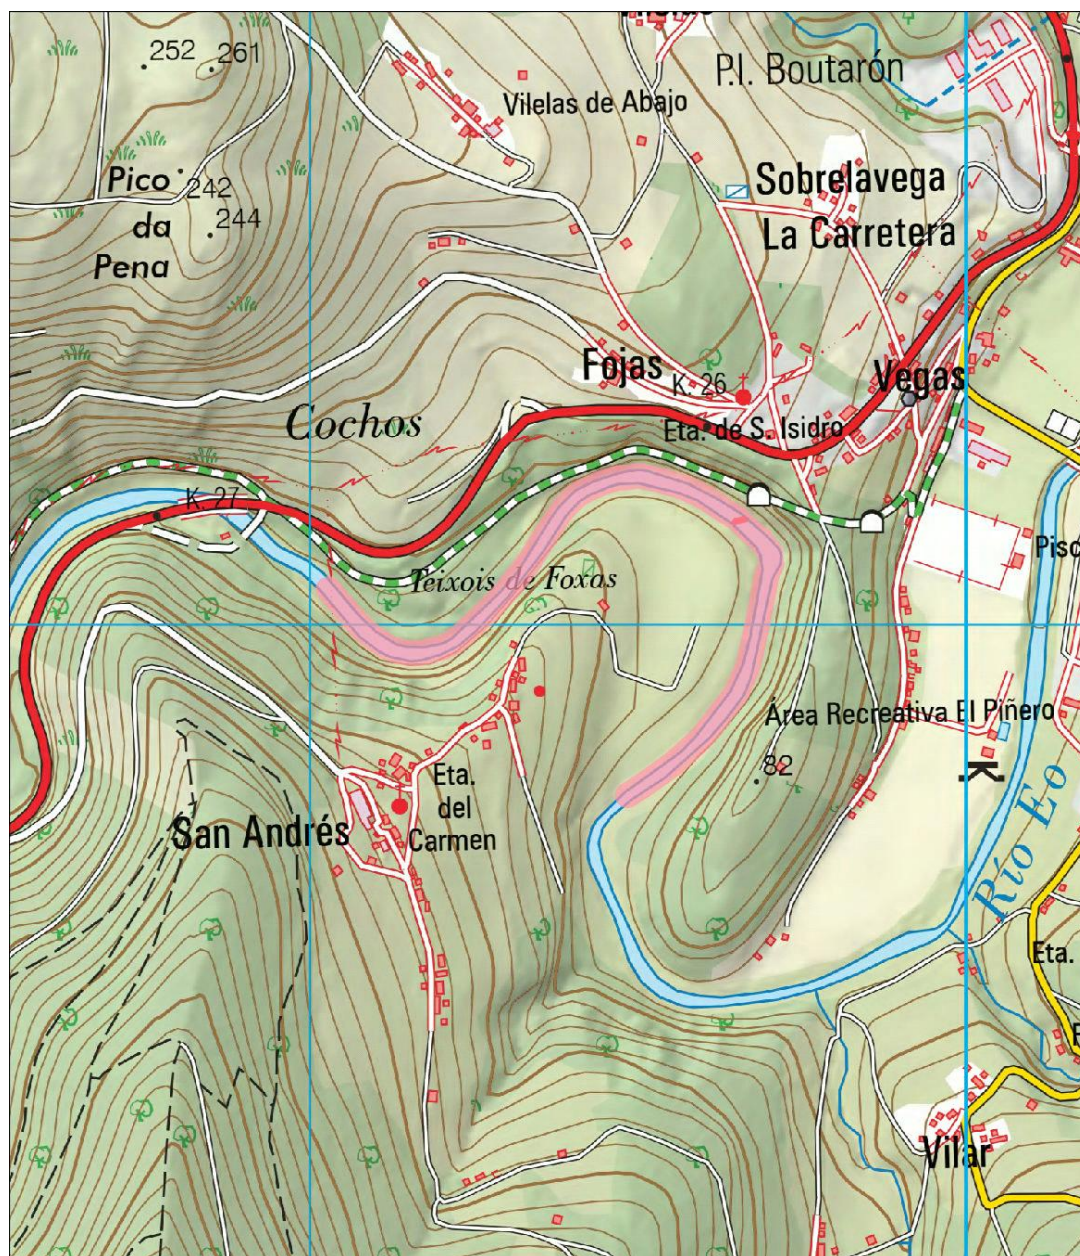 252
261
P.I. Boutarón
Vilelas de Abajo
Pico
242
da
244
Pena
Sobrelavega
La Carretera
Fojas
K. 26
Vegas
Cochos
Eta. de S. Isidro
K. 27
Teixois de Foxas
Área Recreativa El Piñero
82
K
Eta.
del
Carmen
San Andrés
Río Eo
Eta.
Vilar